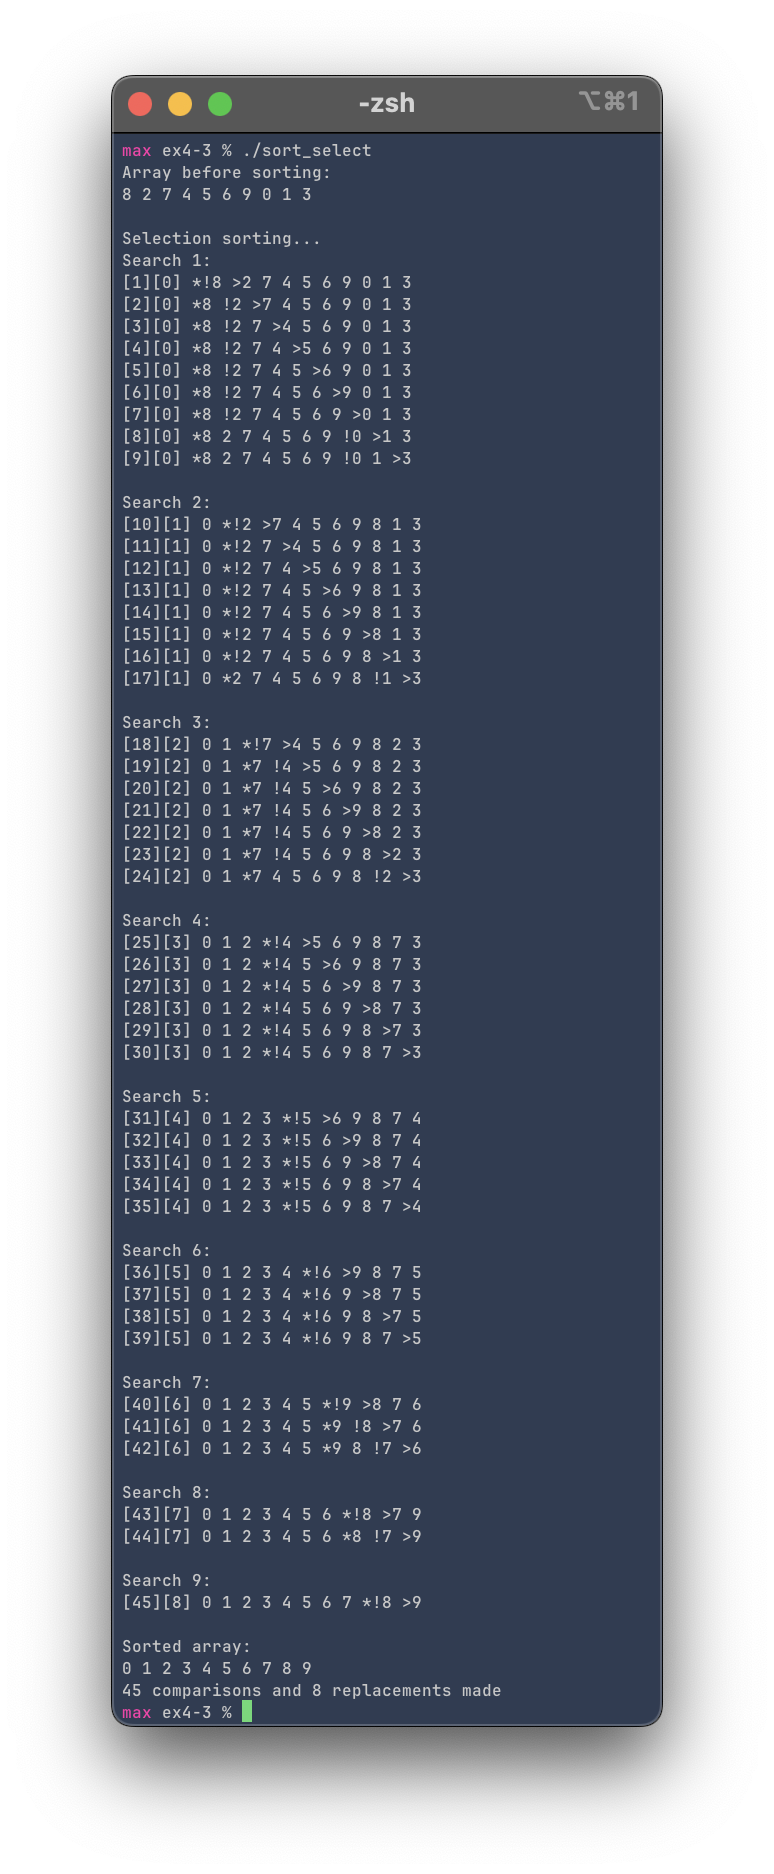 -zsh
⌥⌘1
max ex4-3 % ./sort_select
Array before sorting:
8 2 7 4 5 6 9 0 1 3
Selection sorting...
Search 1:
[1][0] *!8 >2 7 4 5 6 9 0 1 3
[2][0] *8 !2 >7 4 5 6 9 0 1 3
[3][0] *8 !2 7 >4 5 6 9 0 1 3
[4][0] *8 !2 7 4 >5 6 9 0 1 3
[5][0] *8 !2 7 4 5 >6 9 0 1 3
[6][0] *8 !2 7 4 5 6 >9 0 1 3
[7][0] *8 !2 7 4 5 6 9 >0 1 3
[8][0] *8 2 7 4 5 6 9 !0 >1 3
[9][0] *8 2 7 4 5 6 9 !0 1 >3
Search 2:
[10][1] 0 *!2 >7 4 5 6 9 8 1 3
[11][1] 0 *!2 7 >4 5 6 9 8 1 3
[12][1] 0 *!2 7 4 >5 6 9 8 1 3
[13][1] 0 *!2 7 4 5 >6 9 8 1 3
[14][1] 0 *!2 7 4 5 6 >9 8 1 3
[15][1] 0 *!2 7 4 5 6 9 >8 1 3
[16][1] 0 *!2 7 4 5 6 9 8 >1 3
[17][1] 0 *2 7 4 5 6 9 8 !1 >3
Search 3:
[18][2] 0 1 *!7 >4 5 6 9 8 2 3
[19][2] 0 1 *7 !4 >5 6 9 8 2 3
[20][2] 0 1 *7 !4 5 >6 9 8 2 3
[21][2] 0 1 *7 !4 5 6 >9 8 2 3
[22][2] 0 1 *7 !4 5 6 9 >8 2 3
[23][2] 0 1 *7 !4 5 6 9 8 >2 3
[24][2] 0 1 *7 4 5 6 9 8 !2 >3
Search 4:
[25][3] 0 1 2 *!4 >5 6 9 8 7 3
[26][3] 0 1 2 *!4 5 >6 9 8 7 3
[27][3] 0 1 2 *!4 5 6 >9 8 7 3
[28][3] 0 1 2 *!4 5 6 9 >8 7 3
[29][3] 0 1 2 *!4 5 6 9 8 >7 3
[30][3] 0 1 2 *!4 5 6 9 8 7 >3
Search 5:
[31][4] 0 1 2 3 *!5 >6 9 8 7 4
[32][4] 0 1 2 3 *!5 6 >9 8 7 4
[33][4] 0 1 2 3 *!5 6 9 >8 7 4
[34][4] 0 1 2 3 *!5 6 9 8 >7 4
[35][4] 0 1 2 3 *!5 6 9 8 7 >4
Search 6:
[36][5] 0 1 2 3 4 *!6 >9 8 7 5
[37][5] 0 1 2 3 4 *!6 9 >8 7 5
[38][5] 0 1 2 3 4 *!6 9 8 >7 5
[39][5] 0 1 2 3 4 *!6 9 8 7 >5
Search 7:
[40][6] 0 1 2 3 4 5 *!9 >8 7 6
[41][6] 0 1 2 3 4 5 *9 !8 >7 6
[42][6] 0 1 2 3 4 5 *9 8 !7 >6
Search 8:
[43][7] 0 1 2 3 4 5 6 *!8 >7 9
[44][7] 0 1 2 3 4 5 6 *8 !7 >9
Search 9:
[45][8] 0 1 2 3 4 5 6 7 *!8 >9
Sorted array:
0 1 2 3 4 5 6 7 8 9
45 comparisons and 8 replacements made
max ex4-3 %